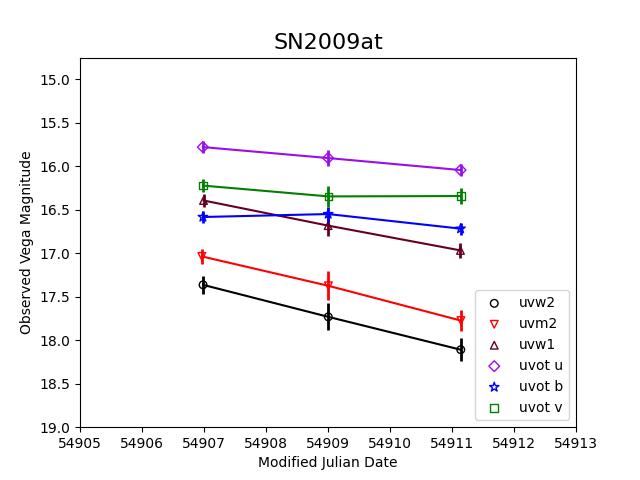 SN2009at
15.0
15.5
16.0
16.5
17.0
17.5
18.0
18.5
19.0
Observed Vega Magnitude
54905 54906 54907 54908 54909 54910 54911 54912 54913
Modified Julian Date
uvw2
uvm2
uvw1
uvot u
uvot b
uvot v